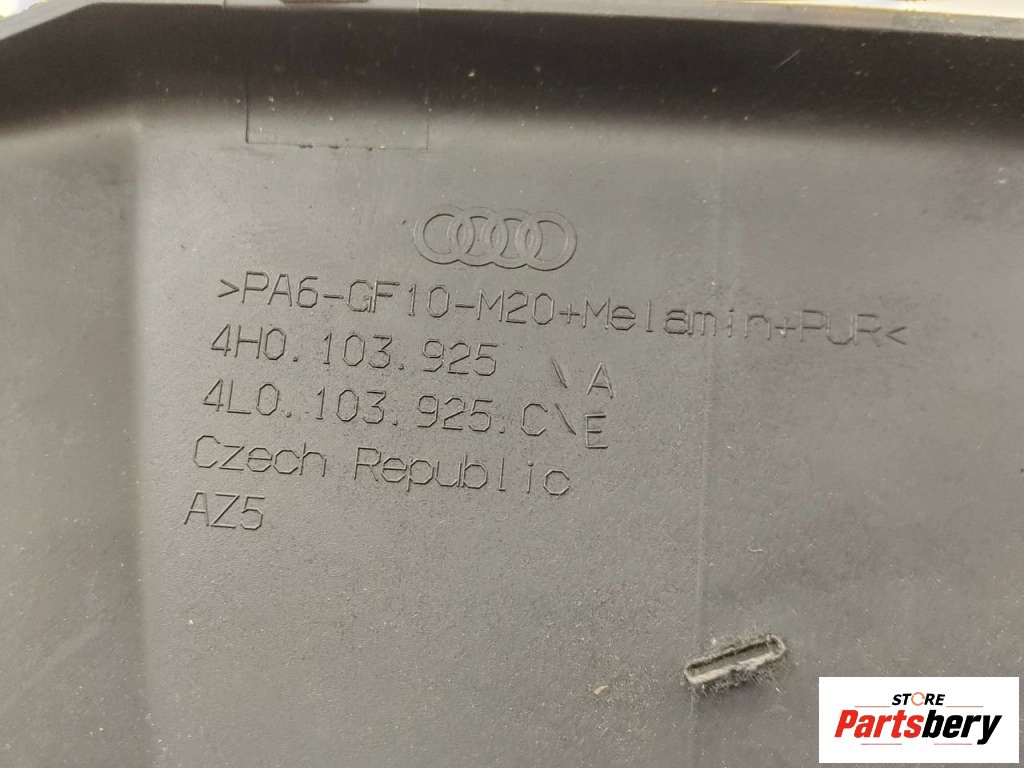 >PA6-GF10-M20+Melamin+PUR<
4H0.103.925 \ A
4L0.103.925.C\E
Czech Republic
AZ5
STORE
Partsbery